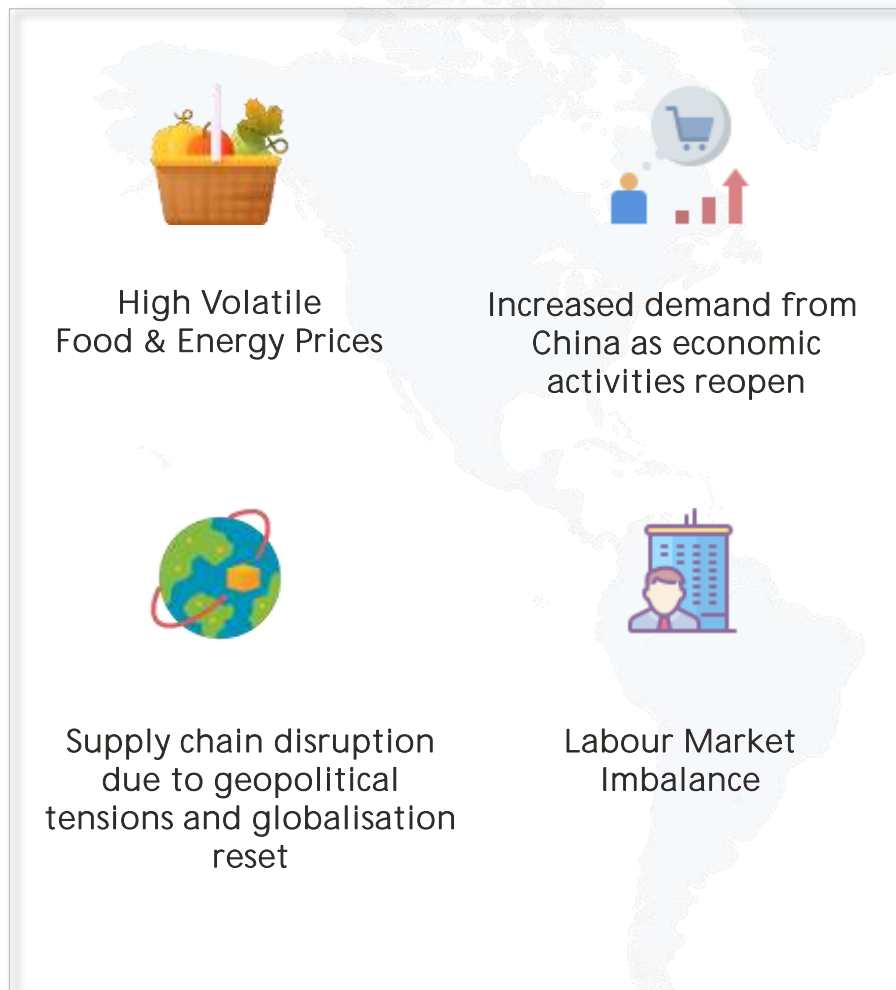 High Volatile
Food & Energy Prices
Increased demand from
China as economic
activities reopen
Supply chain disruption
due to geopolitical
tensions and globalisation
reset
Labour Market
Imbalance